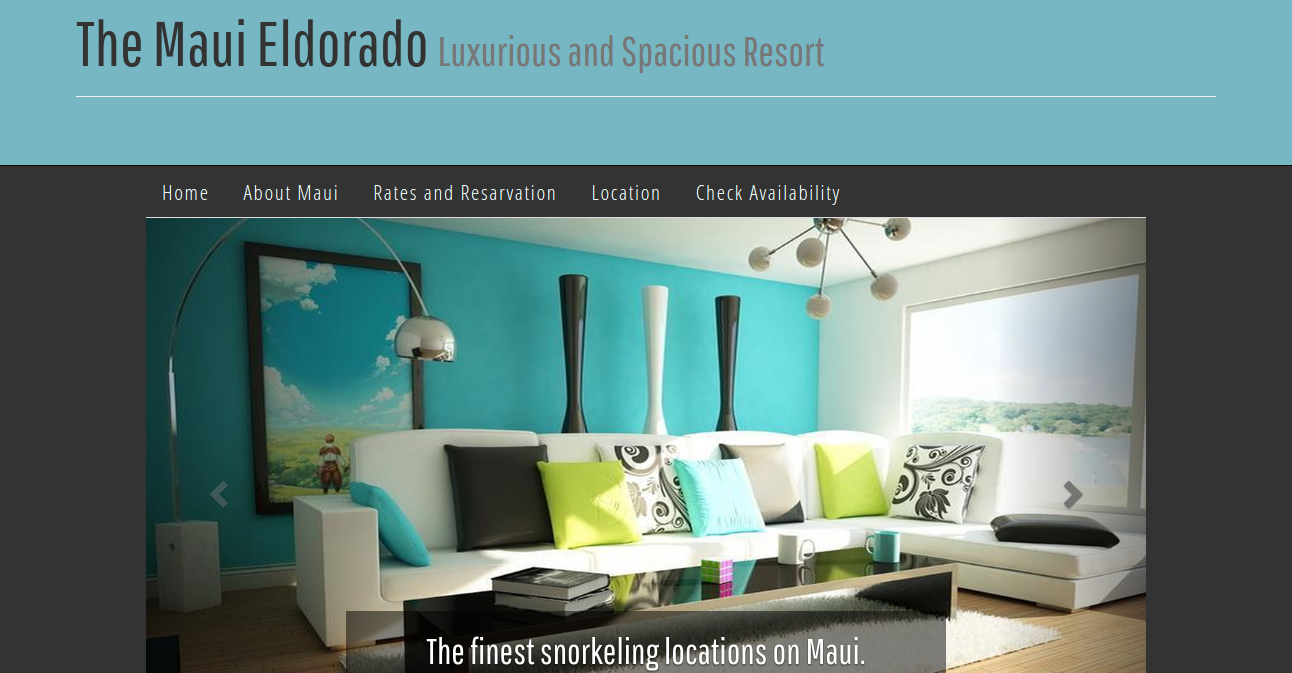 The Maui Eldorado Luxurious and Spacious Resort
Home About Maui Rates and Resarvation Location Check Availability
The finest snorkeling locations on Maui.